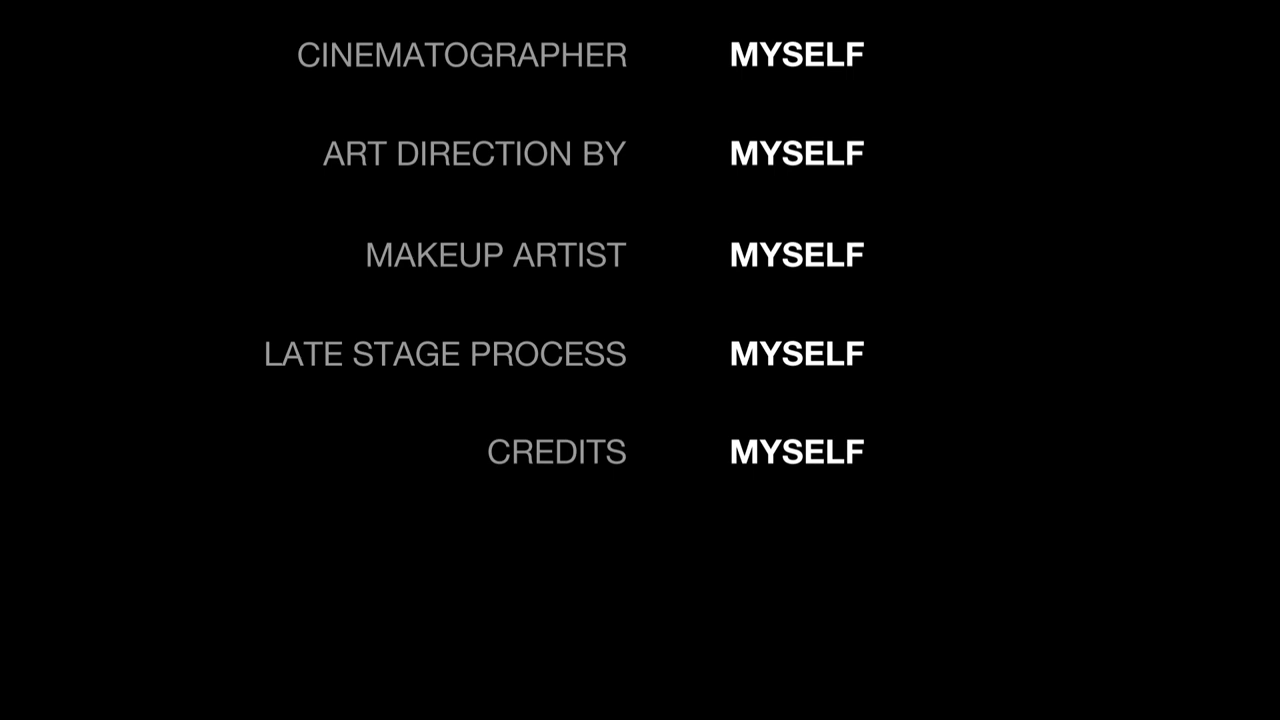 CINEMATOGRAPHER MYSELF
ART DIRECTION BY MYSELF
MAKEUP ARTIST MYSELF
LATE STAGE PROCESS MYSELF
CREDITS MYSELF